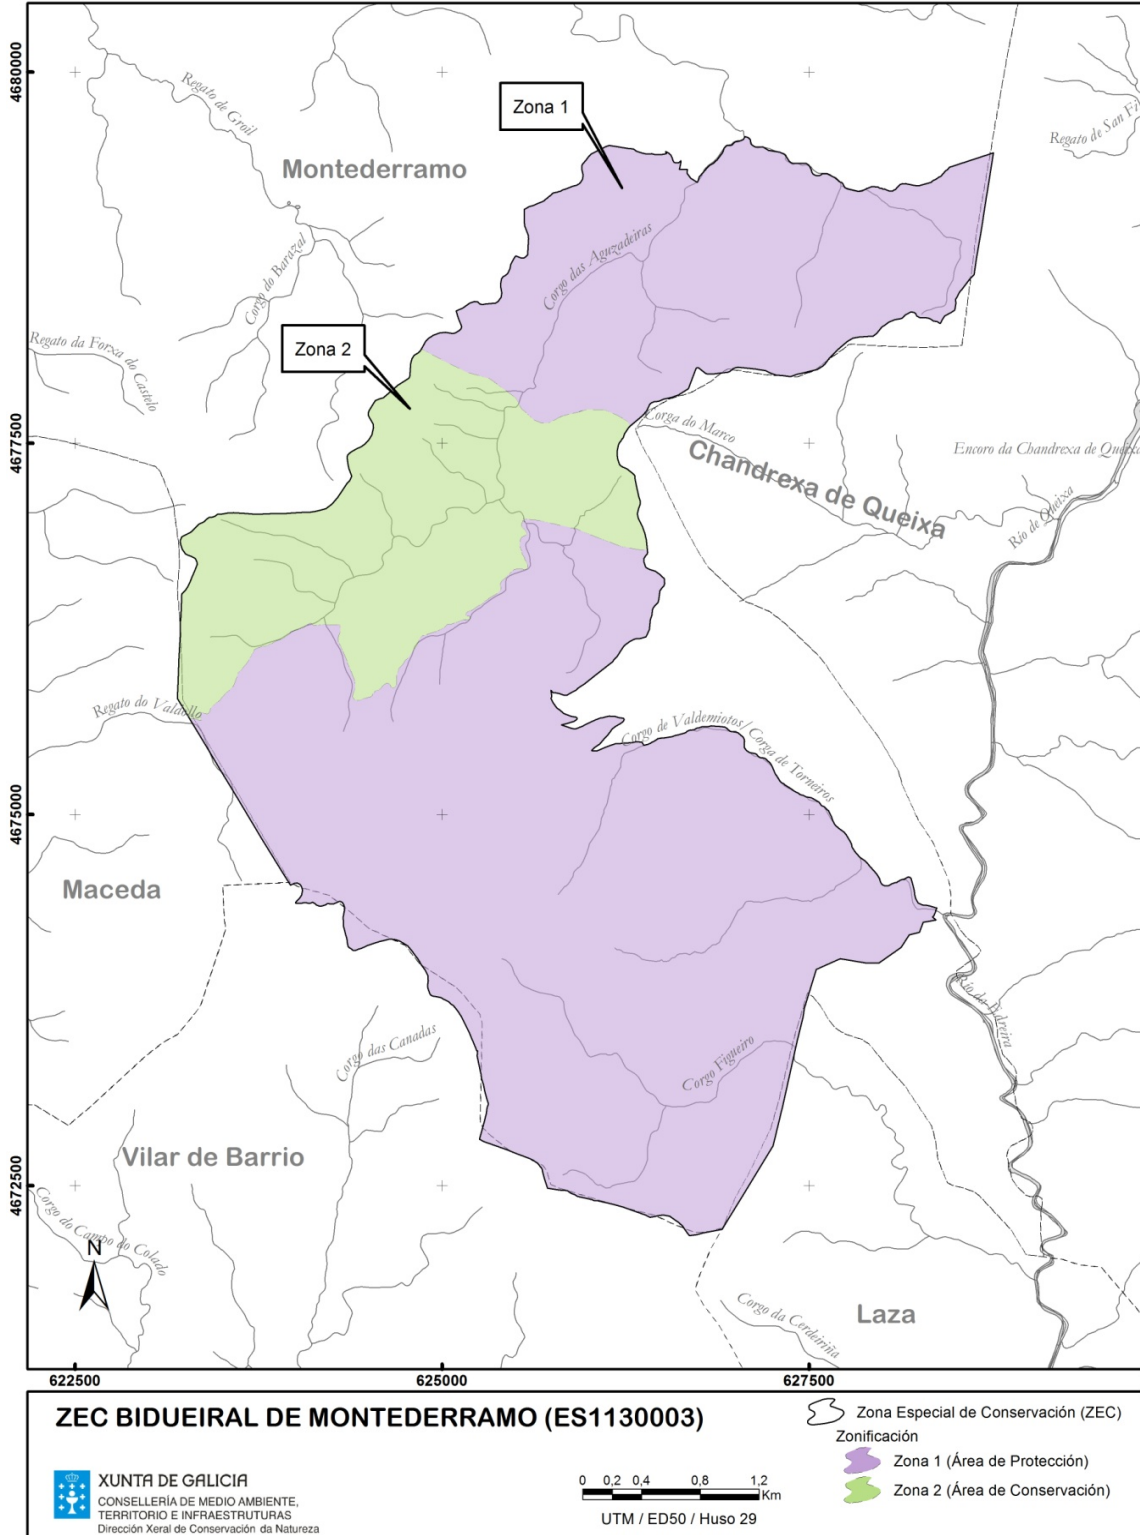 4680000
4677500
4675000
4672500
Regato de Groil
Montederramo
Zona 1
Regato de San Fi
Corgo das Aguzadeiras
Corgo do Barazal
Regato da Forxa do Castelo
Zona 2
Corga do Marco
Chandrexa de Queixa
Encoro da Chandrexa de Queixa
Río de Queixa
Regato do Valdollo
Corgo de Valdemiotos/ Corga de Torneiros
Maceda
Río da Edreira
Corgo das Canadas
Corgo Figueiro
Vilar de Barrio
Corgo do Campo do Colado
N
Laza
Corgo da Cerdeiriña
622500
625000
627500
ZEC BIDUEIRAL DE MONTEDERRAMO (ES1130003)
XUNTA DE GALICIA
CONSELLERÍA DE MEDIO AMBIENTE,
TERRITORIO E INFRAESTRUTURAS
Dirección Xeral de Conservación da Natureza
0 0,2 0,4 0,8 1,2
Km
UTM / ED50 / Huso 29
Zona Especial de Conservación (ZEC)
Zonificación
Zona 1 (Área de Protección)
Zona 2 (Área de Conservación)